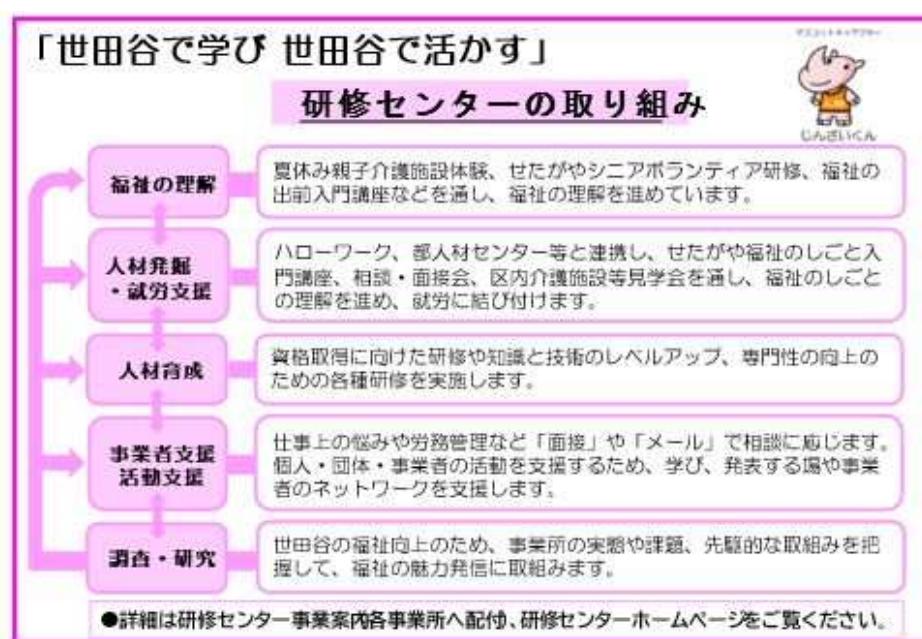 「世田谷で学び 世田谷で活かす」
マスコットキャラクター
研修センターの取り組み
じんざいくん
福祉の理解
夏休み親子介護施設体験、せたがやシニアボランティア研修、福祉の
出前入門講座などを通し、福祉の理解を進めています。
人材発掘
・就労支援
ハローワーク、都人材センター等と連携し、せたがや福祉のしごと入
門講座、相談・面接会、区内介護施設等見学会を通し、福祉のしごと
の理解を進め、就労に結び付けます。
人材育成
資格取得に向けた研修や知識と技術のレベルアップ、専門性の向上の
ための各種研修を実施します。
事業者支援
活動支援
仕事上の悩みや労務管理など「面接」や「メール」で相談に応じます。
個人・団体・事業者の活動を支援するため、学び、発表する場や事業
者のネットワークを支援します。
調査・研究
世田谷の福祉向上のため、事業所の実態や課題、先駆的な取組みを把
握して、福祉の魅力発信に取組みます。
●詳細は研修センター事業案内(各事業所へ配付)、研修センターホームページをご覧ください。